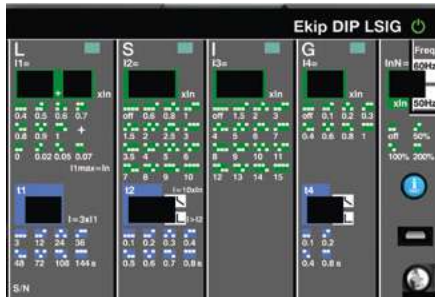 Ekip DIP LSIG
L S I G
I1= I2= I3= I4= InN= Freq
60Hz
+ xIn xIn xIn xIn xIn 50Hz
0.4 0.5 0.6 0.7 off 0.6 0.8 1 off 1.5 2 3 off 0.1 0.2 0.3
0.8 0.9 1 + 1.5 2 2.5 3 4 5 6 7 0.4 0.6 0.8 1 off 50%
0 0.02 0.05 0.07 3.5 4 5 6 8 9 10 11 100% 200%
I1max=In 7 8 9 10 12 13 14 15
t1 t2 I=10xIn t4
I=3xI1 I>I2
3 12 24 36 0.1 0.2 0.3 0.4 0.1 0.2
48 72 108 144s 0.5 0.6 0.7 0.8s 0.4 0.8s
S/N